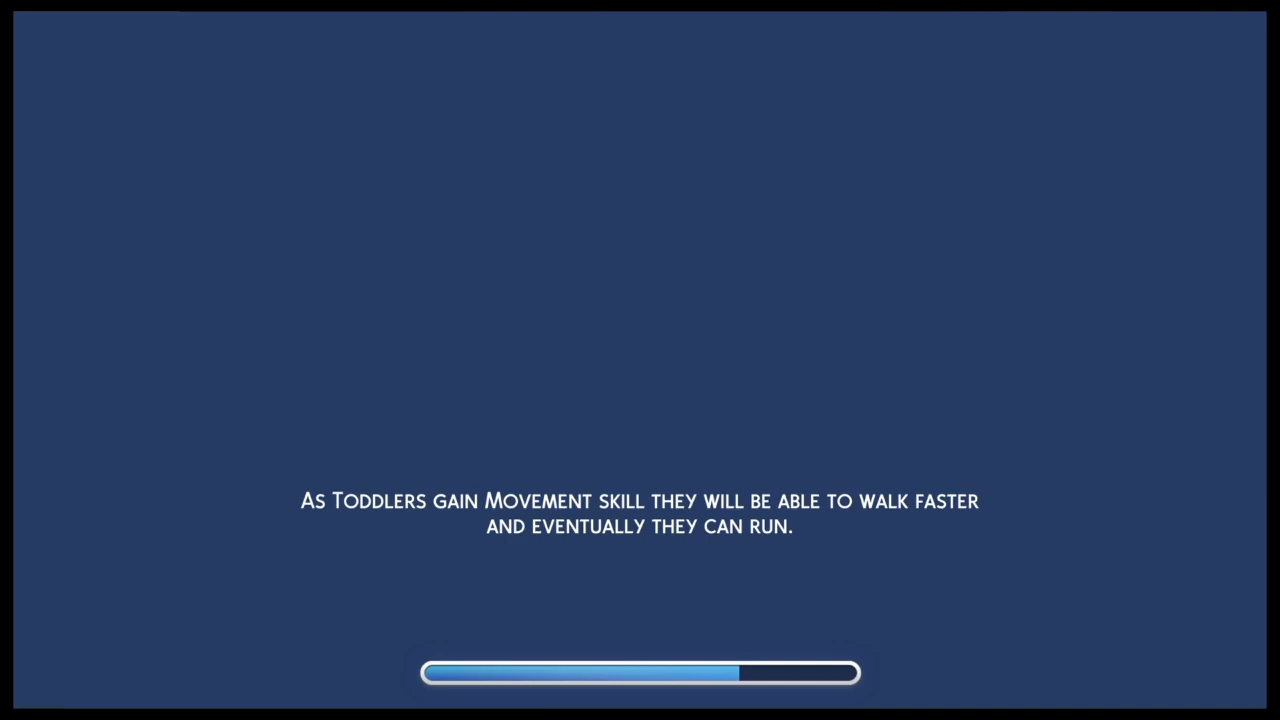 As Toddlers gain Movement skill they will be able to walk faster
and eventually they can run.